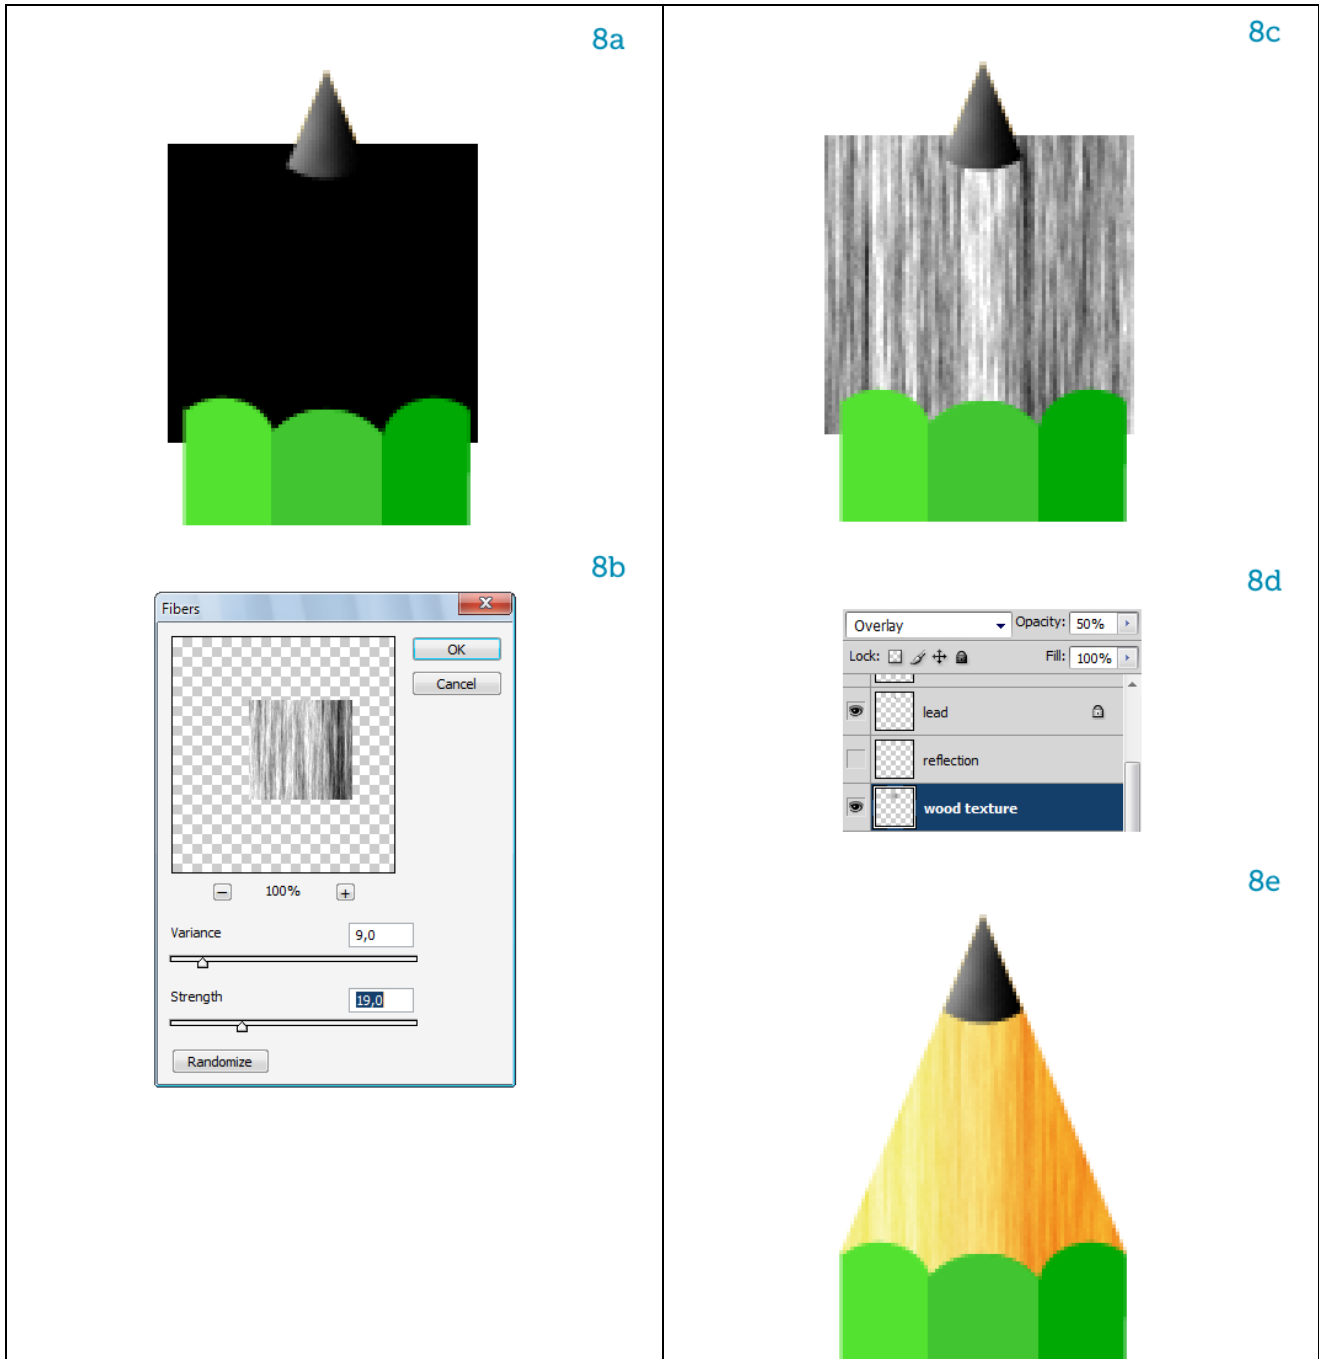 8a
8b
Fibers
OK
Cancel
100%
Variance
9,0
Strength
19,0
Randomize
8c
8d
Overlay
Opacity: 50%
Lock:
Fill: 100%
lead
reflection
wood texture
8e